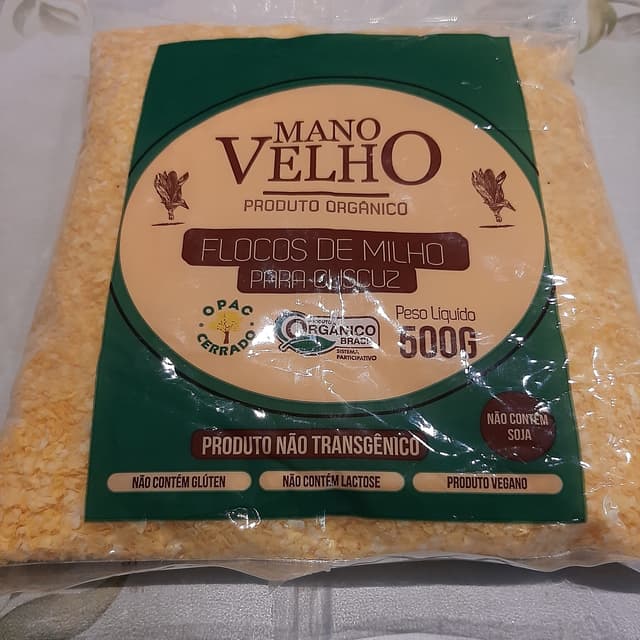 MANO
VELHO
PRODUTO ORGÂNICO
FLOCOS DE MILHO
PARA CUSCUZ
OPAC
CERRADO
PRODUTO
ORGÂNICO
BRASIL
SISTEMA
PARTICIPATIVO
Peso Líquido
500G
NÃO CONTÉM
SOJA
PRODUTO NÃO TRANSGÊNICO
NÃO CONTÉM GLÚTEN
NÃO CONTÉM LACTOSE
PRODUTO VEGANO